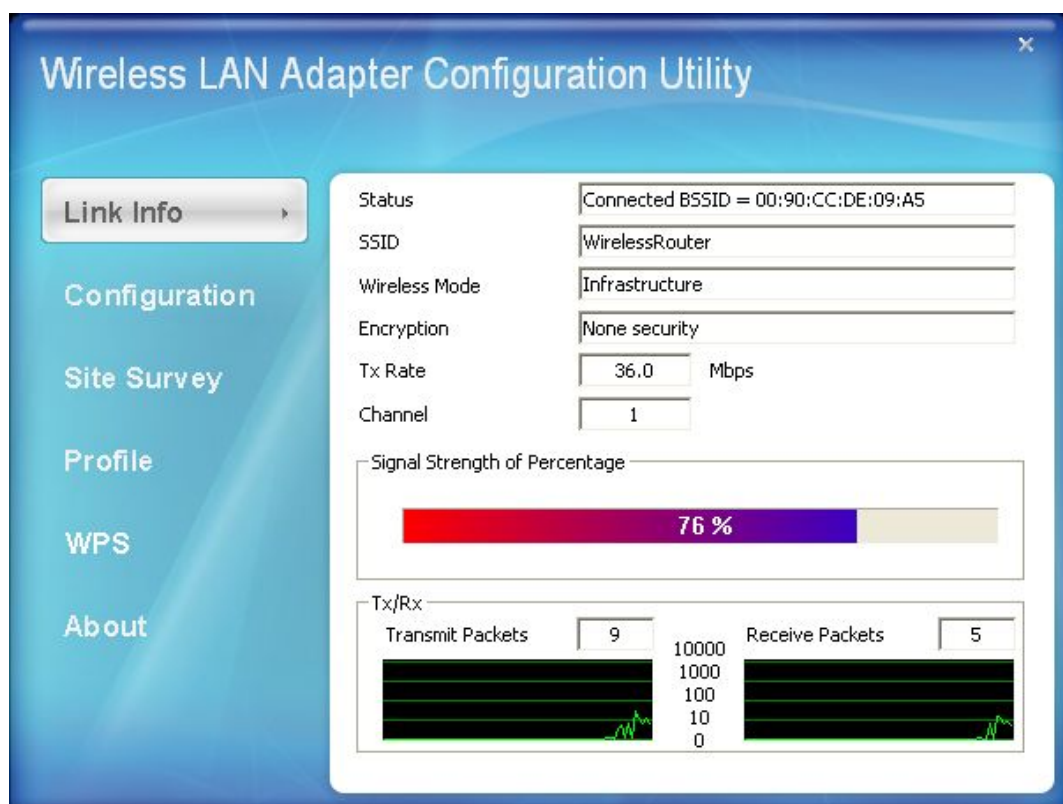 Wireless LAN Adapter Configuration Utility
×
Link Info
Configuration
Site Survey
Profile
WPS
About
Status Connected BSSID = 00:90:CC:DE:09:A5
SSID WirelessRouter
Wireless Mode Infrastructure
Encryption None security
Tx Rate 36.0 Mbps
Channel 1
Signal Strength of Percentage
76 %
Tx/Rx
Transmit Packets 9
10000
1000
100
10
0
Receive Packets 5